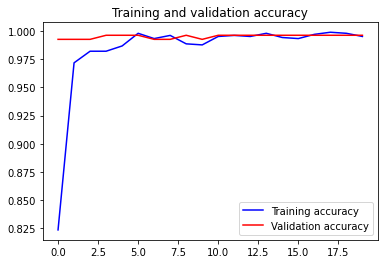 Training and validation accuracy
1.000
0.975
0.950
0.925
0.900
0.875
0.850
0.825
Training accuracy
Validation accuracy
0.0 2.5 5.0 7.5 10.0 12.5 15.0 17.5